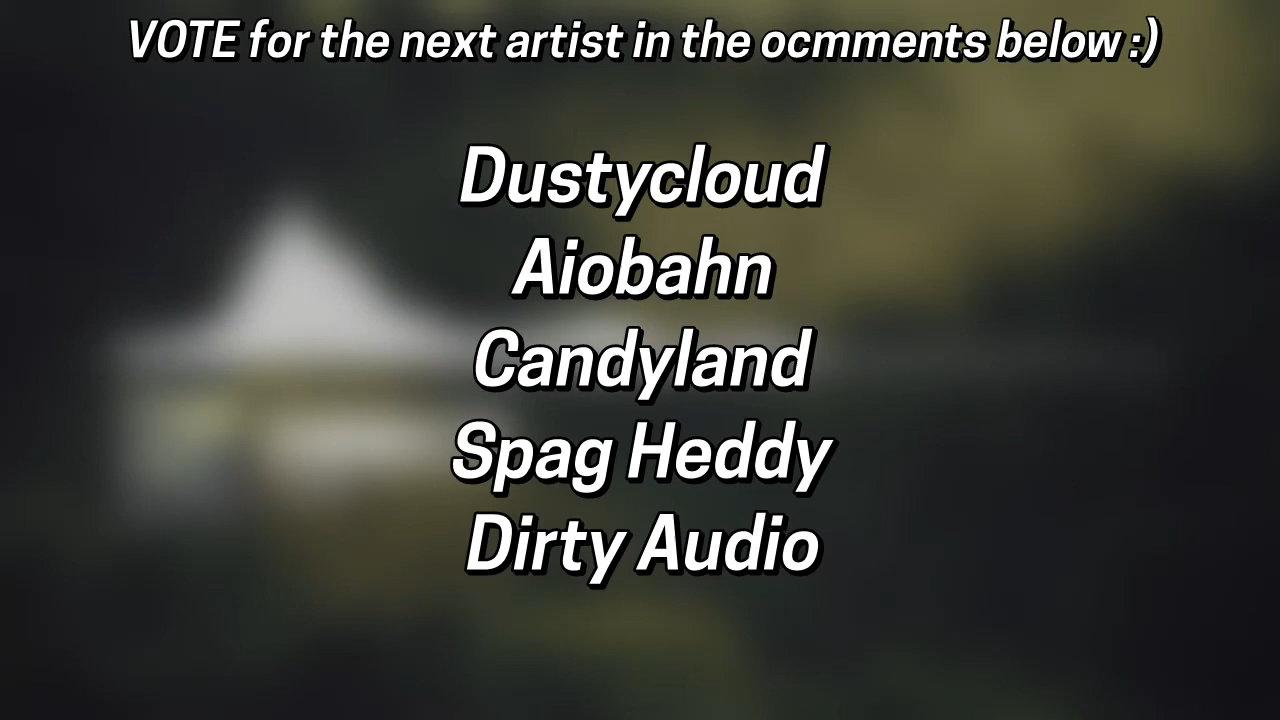 VOTE for the next artist in the ocmments below :)
Dustycloud
Aiobahn
Candyland
Spag Heddy
Dirty Audio